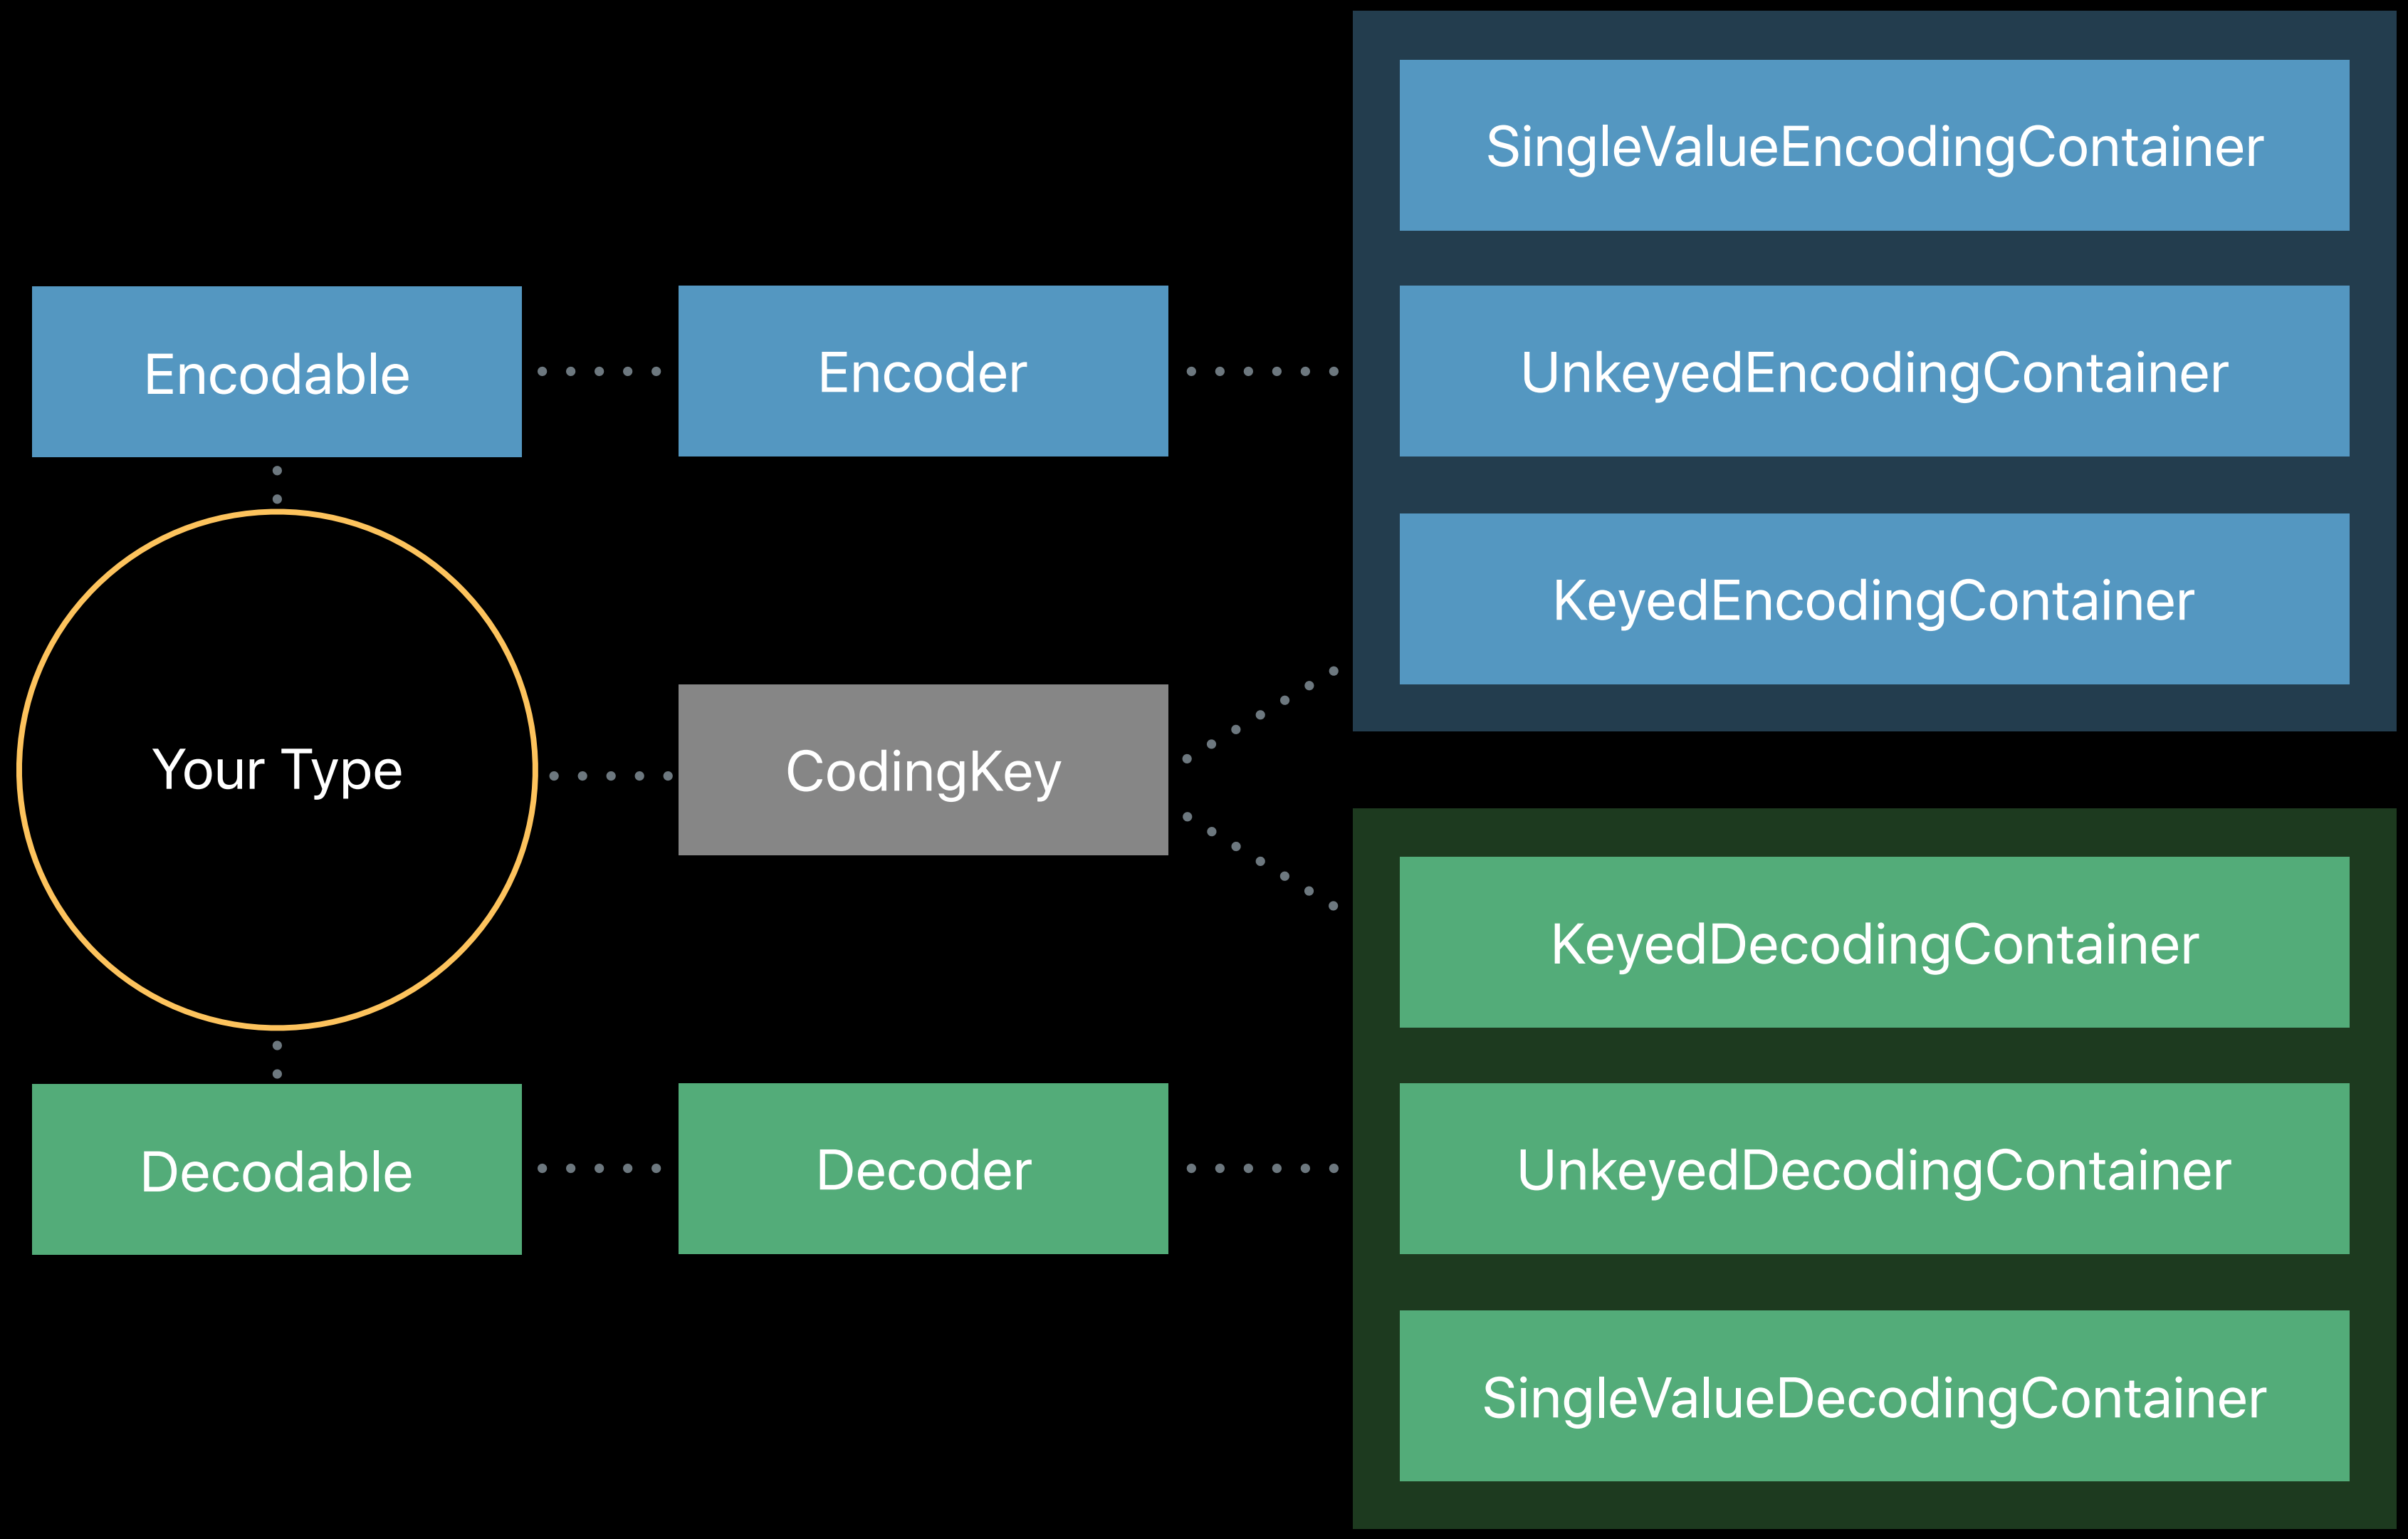 SingleValueEncodingContainer
Encodable
Encoder
UnkeyedEncodingContainer
KeyedEncodingContainer
Your Type
CodingKey
KeyedDecodingContainer
Decodable
Decoder
UnkeyedDecodingContainer
SingleValueDecodingContainer